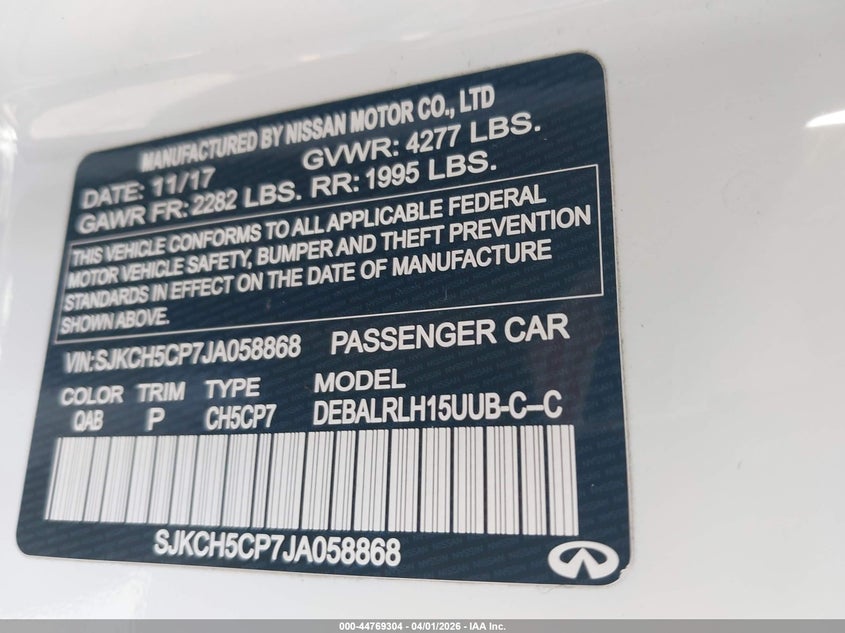 MANUFACTURED BY NISSAN MOTOR CO., LTD
DATE: 11/17 GVWR: 4277 LBS.
GAWR FR: 2282 LBS. RR: 1995 LBS.
THIS VEHICLE CONFORMS TO ALL APPLICABLE FEDERAL
MOTOR VEHICLE SAFETY, BUMPER AND THEFT PREVENTION
STANDARDS IN EFFECT ON THE DATE OF MANUFACTURE
SHOWN ABOVE.
VIN:SJKCH5CP7JA058868 PASSENGER CAR
COLOR TRIM TYPE MODEL
QAB P CH5CP7 DEBALRLH15UUB-C--C
SJKCH5CP7JA058868
000-44769304 | 04/01/2026 - IAA Inc.